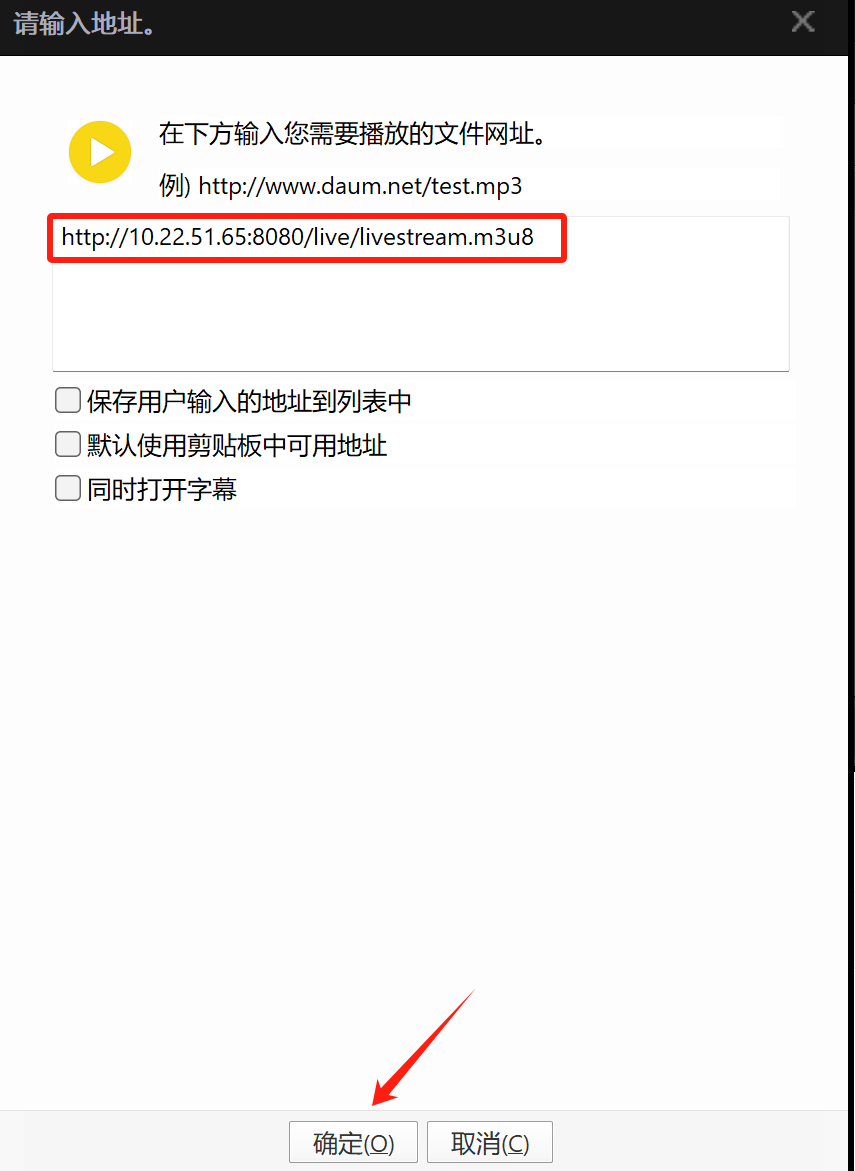 请输入地址。
在下方输入您需要播放的文件网址。
例) http://www.daum.net/test.mp3
http://10.22.51.65:8080/live/livestream.m3u8
保存用户输入的地址到列表中
默认使用剪贴板中可用地址
同时打开字幕
确定(O) 取消(C)